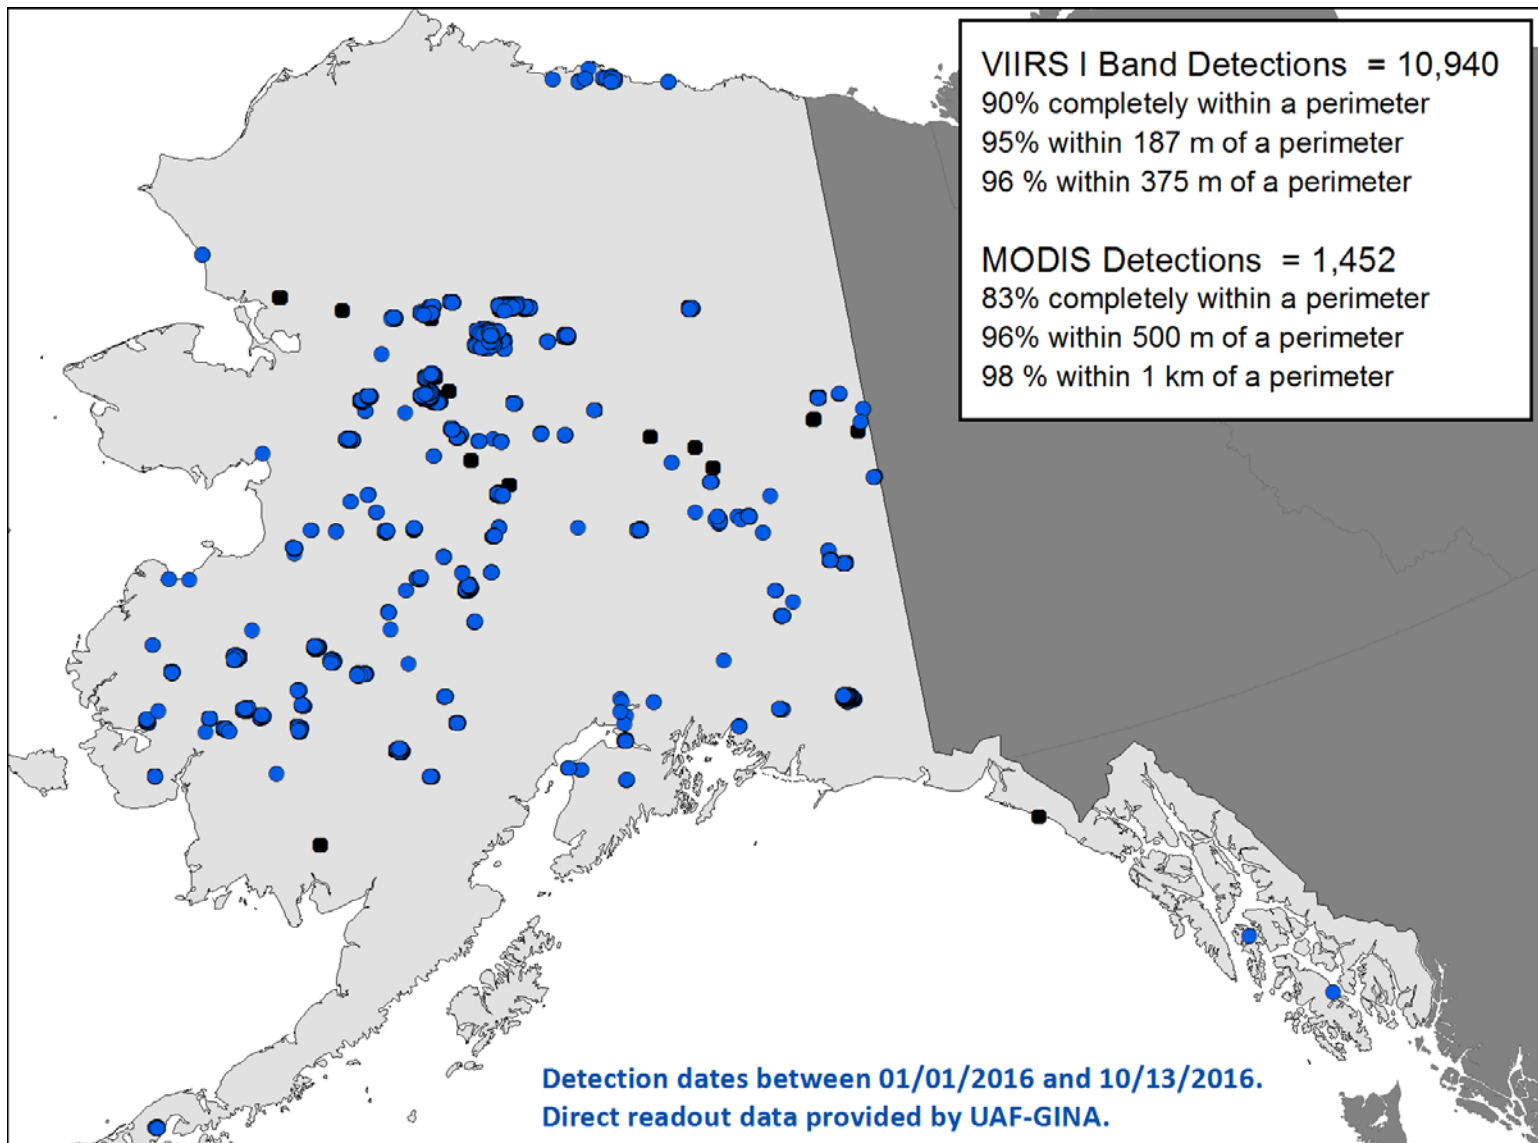 VIIRS I Band Detections = 10,940
90% completely within a perimeter
95% within 187 m of a perimeter
96 % within 375 m of a perimeter
MODIS Detections = 1,452
83% completely within a perimeter
96% within 500 m of a perimeter
98 % within 1 km of a perimeter
Detection dates between 01/01/2016 and 10/13/2016.
Direct readout data provided by UAF-GINA.